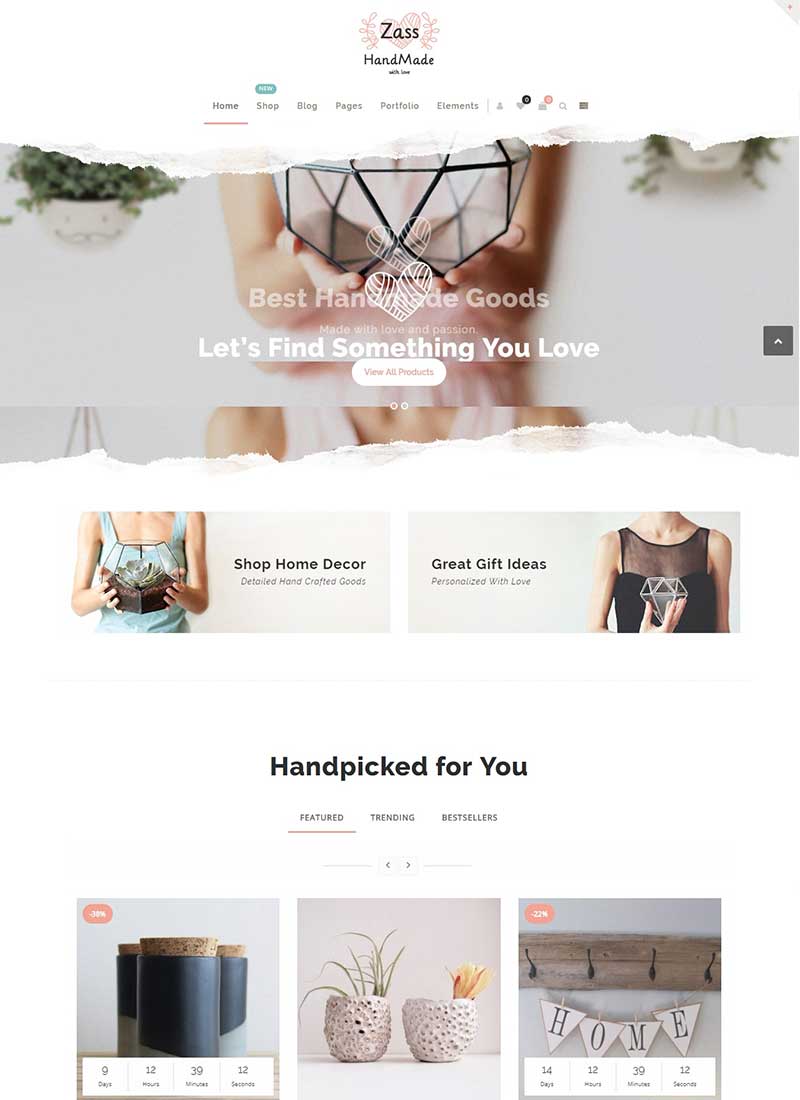 +
Zass
HandMade
with love
NEW
Home Shop Blog Pages Portfolio Elements 0 0
Best Handmade Goods
Made with love and passion.
Let's Find Something You Love
View All Products
Shop Home Decor
Detailed Hand Crafted Goods
Great Gift Ideas
Personalized With Love
Handpicked for You
FEATURED TRENDING BESTSELLERS
-38%
-22%
HOME
9 12 39 12
Days Hours Minutes Seconds
14 12 39 12
Days Hours Minutes Seconds